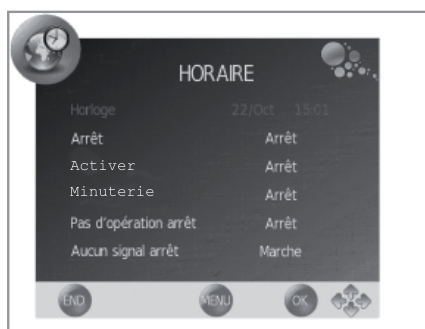 HORAIRE
Horloge 22/Oct 15:01
Arrêt Arrêt
Activer Arrêt
Minuterie Arrêt
Pas d'opération arrêt Arrêt
Aucun signal arrêt Marche
END MENU OK